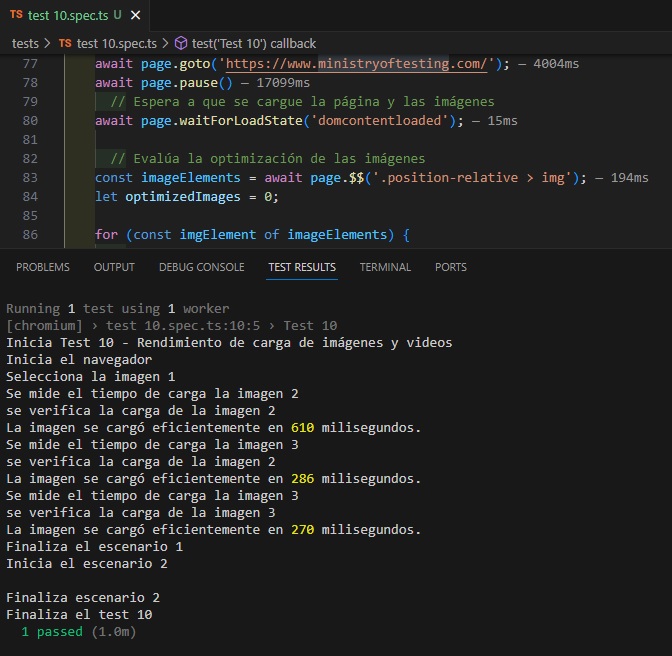 TS test 10.spec.ts U ×
tests > TS test 10.spec.ts > test('Test 10') callback
77 await page.goto('https://www.ministryoftesting.com/'); — 4004ms
78 await page.pause() — 17099ms
79 // Espera a que se cargue la página y las imágenes
80 await page.waitForLoadState('domcontentloaded'); — 15ms
81
82 // Evalúa la optimización de las imágenes
83 const imageElements = await page.$$('.position-relative > img'); — 194ms
84 let optimizedImages = 0;
85
86 for (const imgElement of imageElements) {
PROBLEMS OUTPUT DEBUG CONSOLE TEST RESULTS TERMINAL PORTS
Running 1 test using 1 worker
[chromium] › test 10.spec.ts:10:5 › Test 10
Inicia Test 10 - Rendimiento de carga de imágenes y videos
Inicia el navegador
Selecciona la imagen 1
Se mide el tiempo de carga la imagen 2
se verifica la carga de la imagen 2
La imagen se cargó eficientemente en 610 milisegundos.
Se mide el tiempo de carga la imagen 3
se verifica la carga de la imagen 2
La imagen se cargó eficientemente en 286 milisegundos.
Se mide el tiempo de carga la imagen 3
se verifica la carga de la imagen 3
La imagen se cargó eficientemente en 270 milisegundos.
Finaliza el escenario 1
Inicia el escenario 2
Finaliza escenario 2
Finaliza el test 10
1 passed (1.0m)